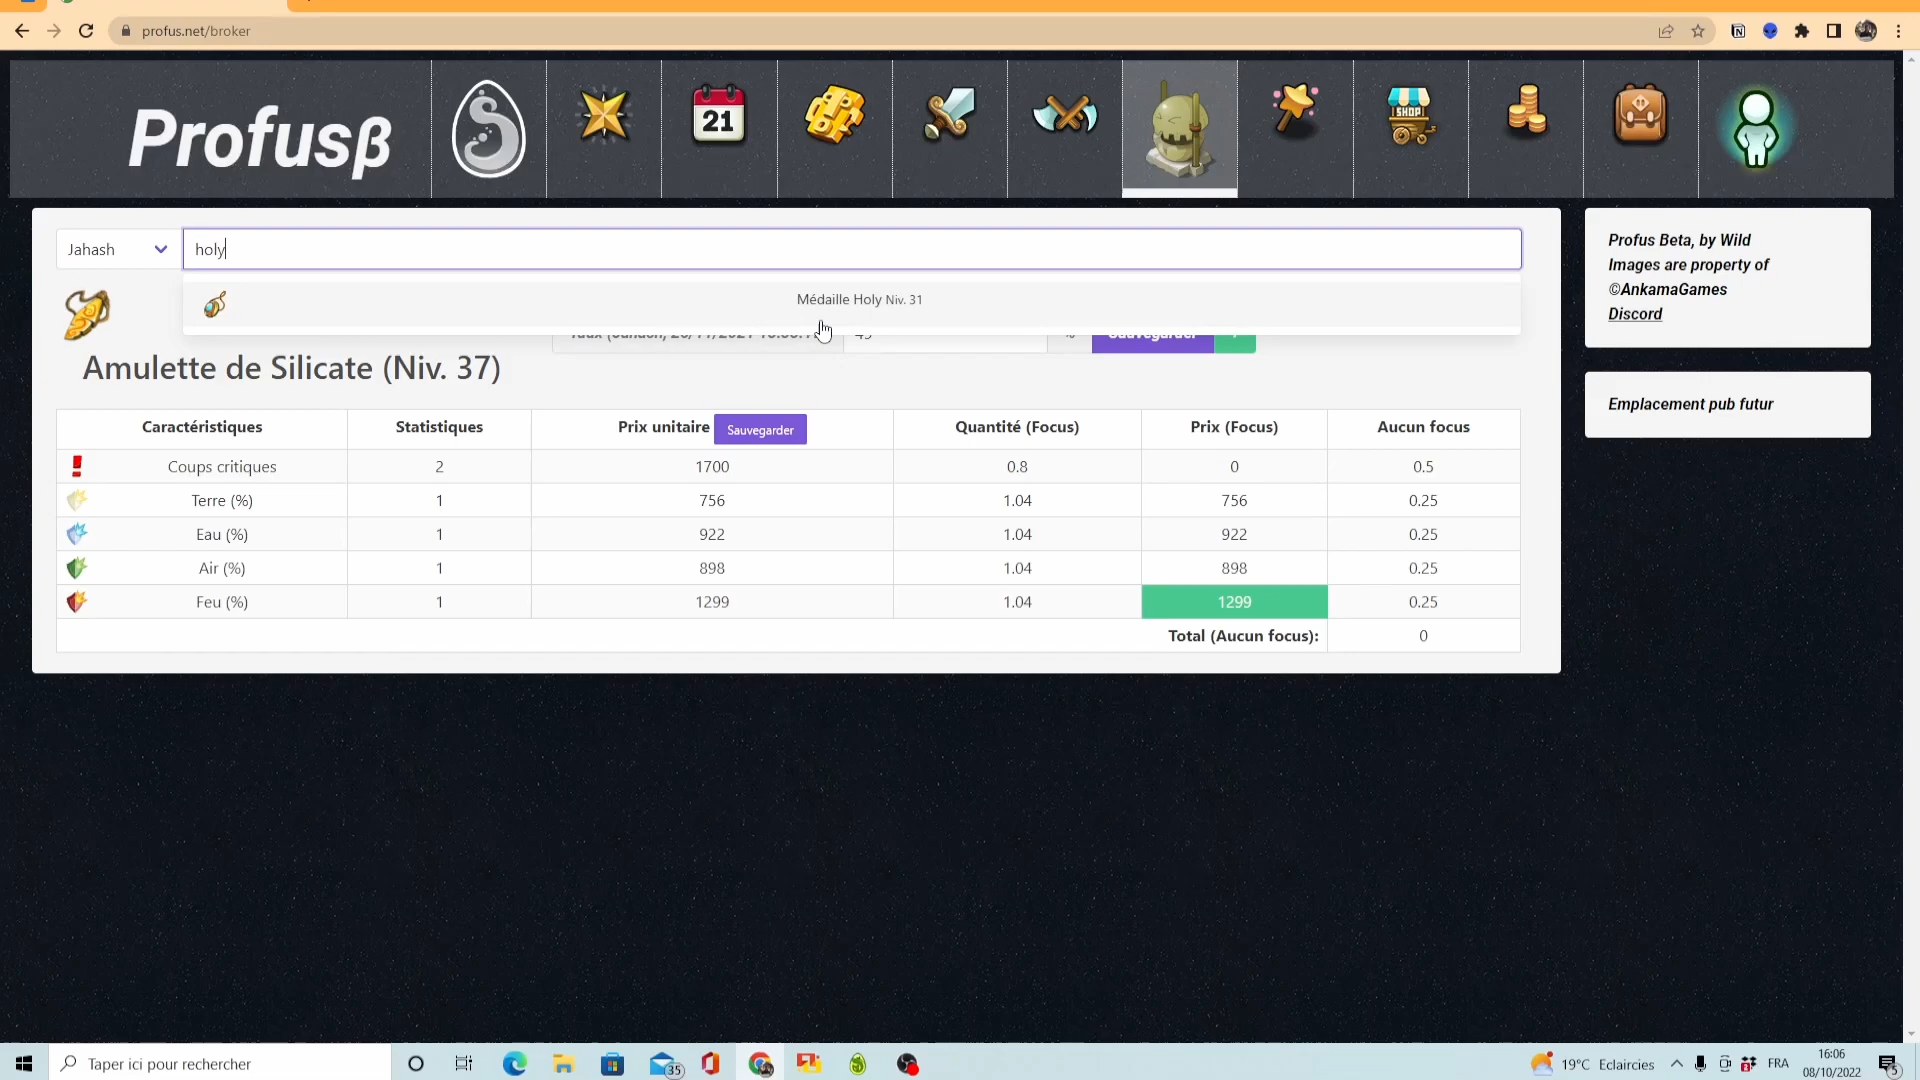 profus.net/broker
Profusβ
21
SHOP!
Jahash
holy
Médaille Holy Niv. 31
Profus Beta, by Wild
Images are property of
©AnkamaGames
Discord
Emplacement pub futur
Amulette de Silicate (Niv. 37)
Caractéristiques Statistiques Prix unitaire Sauvegarder Quantité (Focus) Prix (Focus) Aucun focus
Coups critiques 2 1700 0.8 0 0.5
Terre (%) 1 756 1.04 756 0.25
Eau (%) 1 922 1.04 922 0.25
Air (%) 1 898 1.04 898 0.25
Feu (%) 1 1299 1.04 1299 0.25
Total (Aucun focus): 0
Taper ici pour rechercher
35
19°C Eclaircies
FRA
16:06
08/10/2022
5